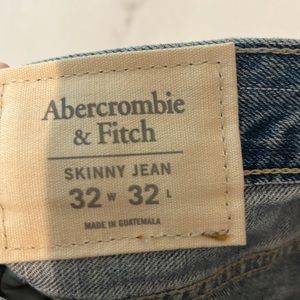 Abercrombie
& Fitch
SKINNY JEAN
32 W 32 L
MADE IN GUATEMALA